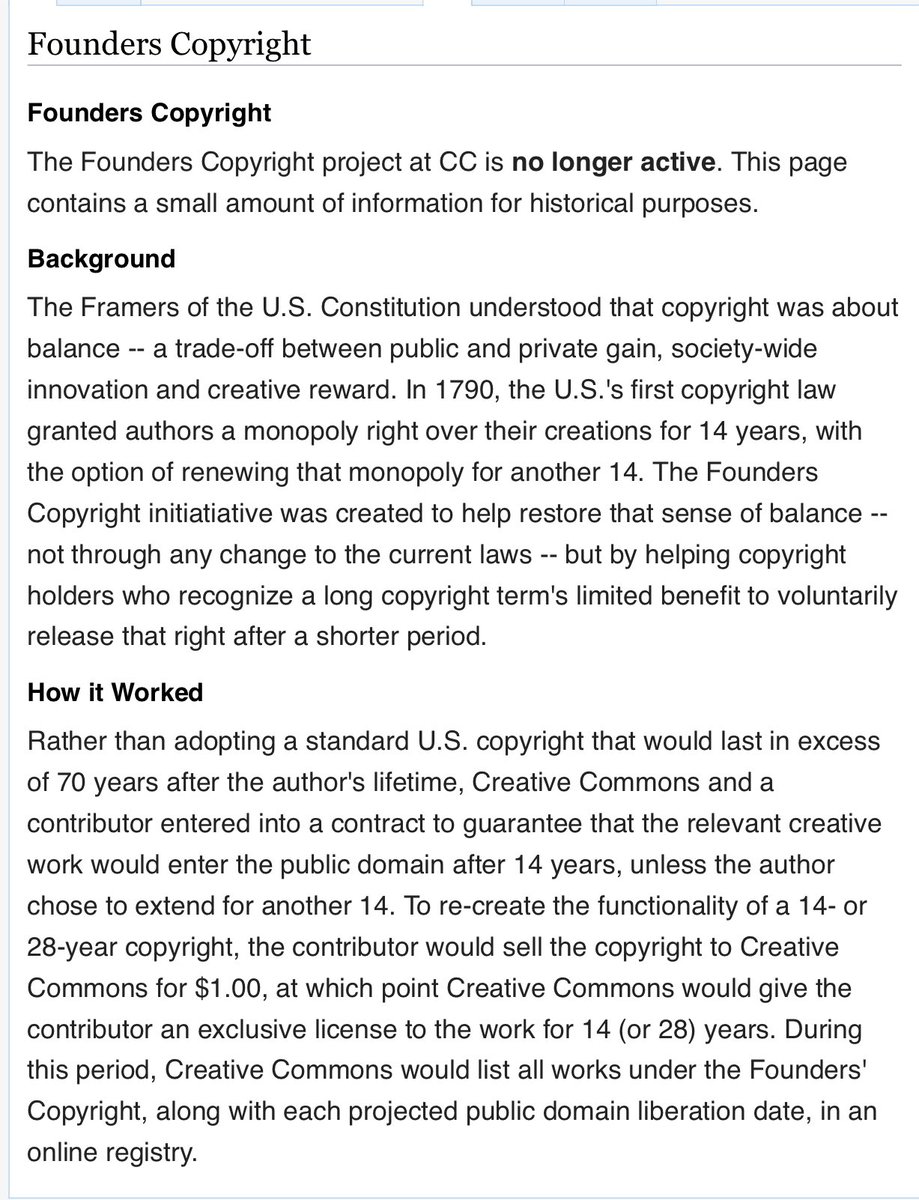 Founders Copyright
Founders Copyright
The Founders Copyright project at CC is no longer active. This page
contains a small amount of information for historical purposes.
Background
The Framers of the U.S. Constitution understood that copyright was about
balance -- a trade-off between public and private gain, society-wide
innovation and creative reward. In 1790, the U.S.'s first copyright law
granted authors a monopoly right over their creations for 14 years, with
the option of renewing that monopoly for another 14. The Founders
Copyright initiatiative was created to help restore that sense of balance --
not through any change to the current laws -- but by helping copyright
holders who recognize a long copyright term's limited benefit to voluntarily
release that right after a shorter period.
How it Worked
Rather than adopting a standard U.S. copyright that would last in excess
of 70 years after the author's lifetime, Creative Commons and a
contributor entered into a contract to guarantee that the relevant creative
work would enter the public domain after 14 years, unless the author
chose to extend for another 14. To re-create the functionality of a 14- or
28-year copyright, the contributor would sell the copyright to Creative
Commons for $1.00, at which point Creative Commons would give the
contributor an exclusive license to the work for 14 (or 28) years. During
this period, Creative Commons would list all works under the Founders'
Copyright, along with each projected public domain liberation date, in an
online registry.